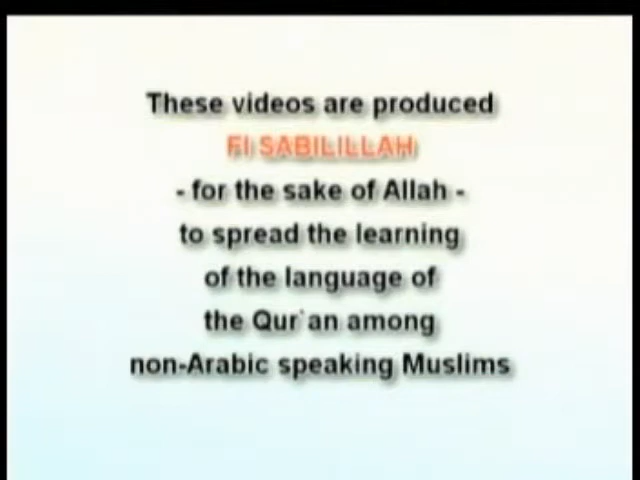 These videos are produced
FI SABILILLAH
- for the sake of Allah -
to spread the learning
of the language of
the Qur`an among
non-Arabic speaking Muslims